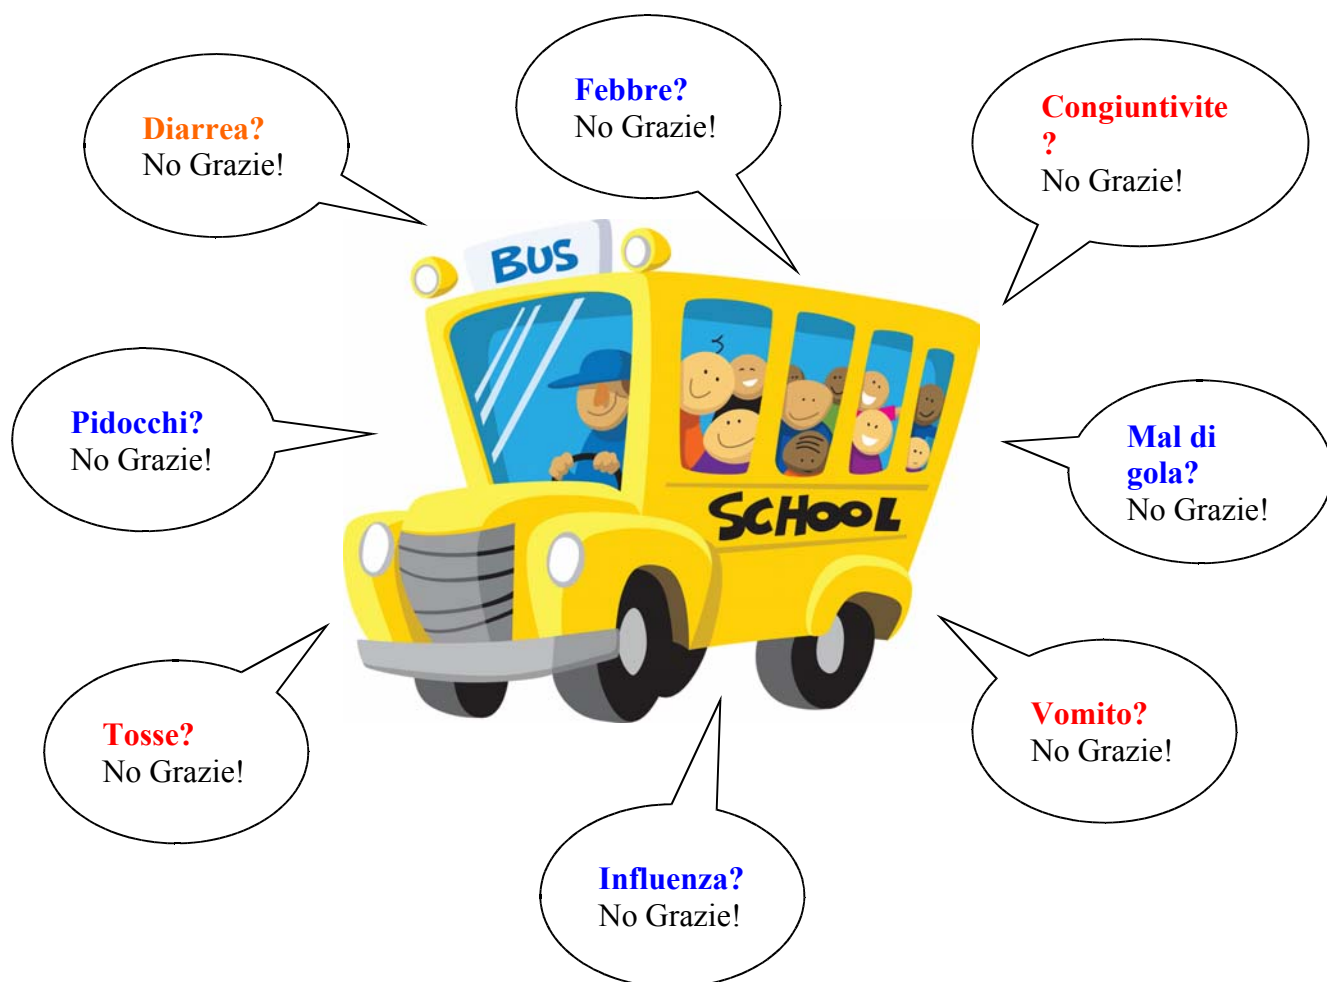 Febbre?
No Grazie!
Congiuntivite
?
No Grazie!
Diarrea?
No Grazie!
BUS
Pidocchi?
No Grazie!
Mal di
gola?
No Grazie!
SCHOOL
Tosse?
No Grazie!
Vomito?
No Grazie!
Influenza?
No Grazie!